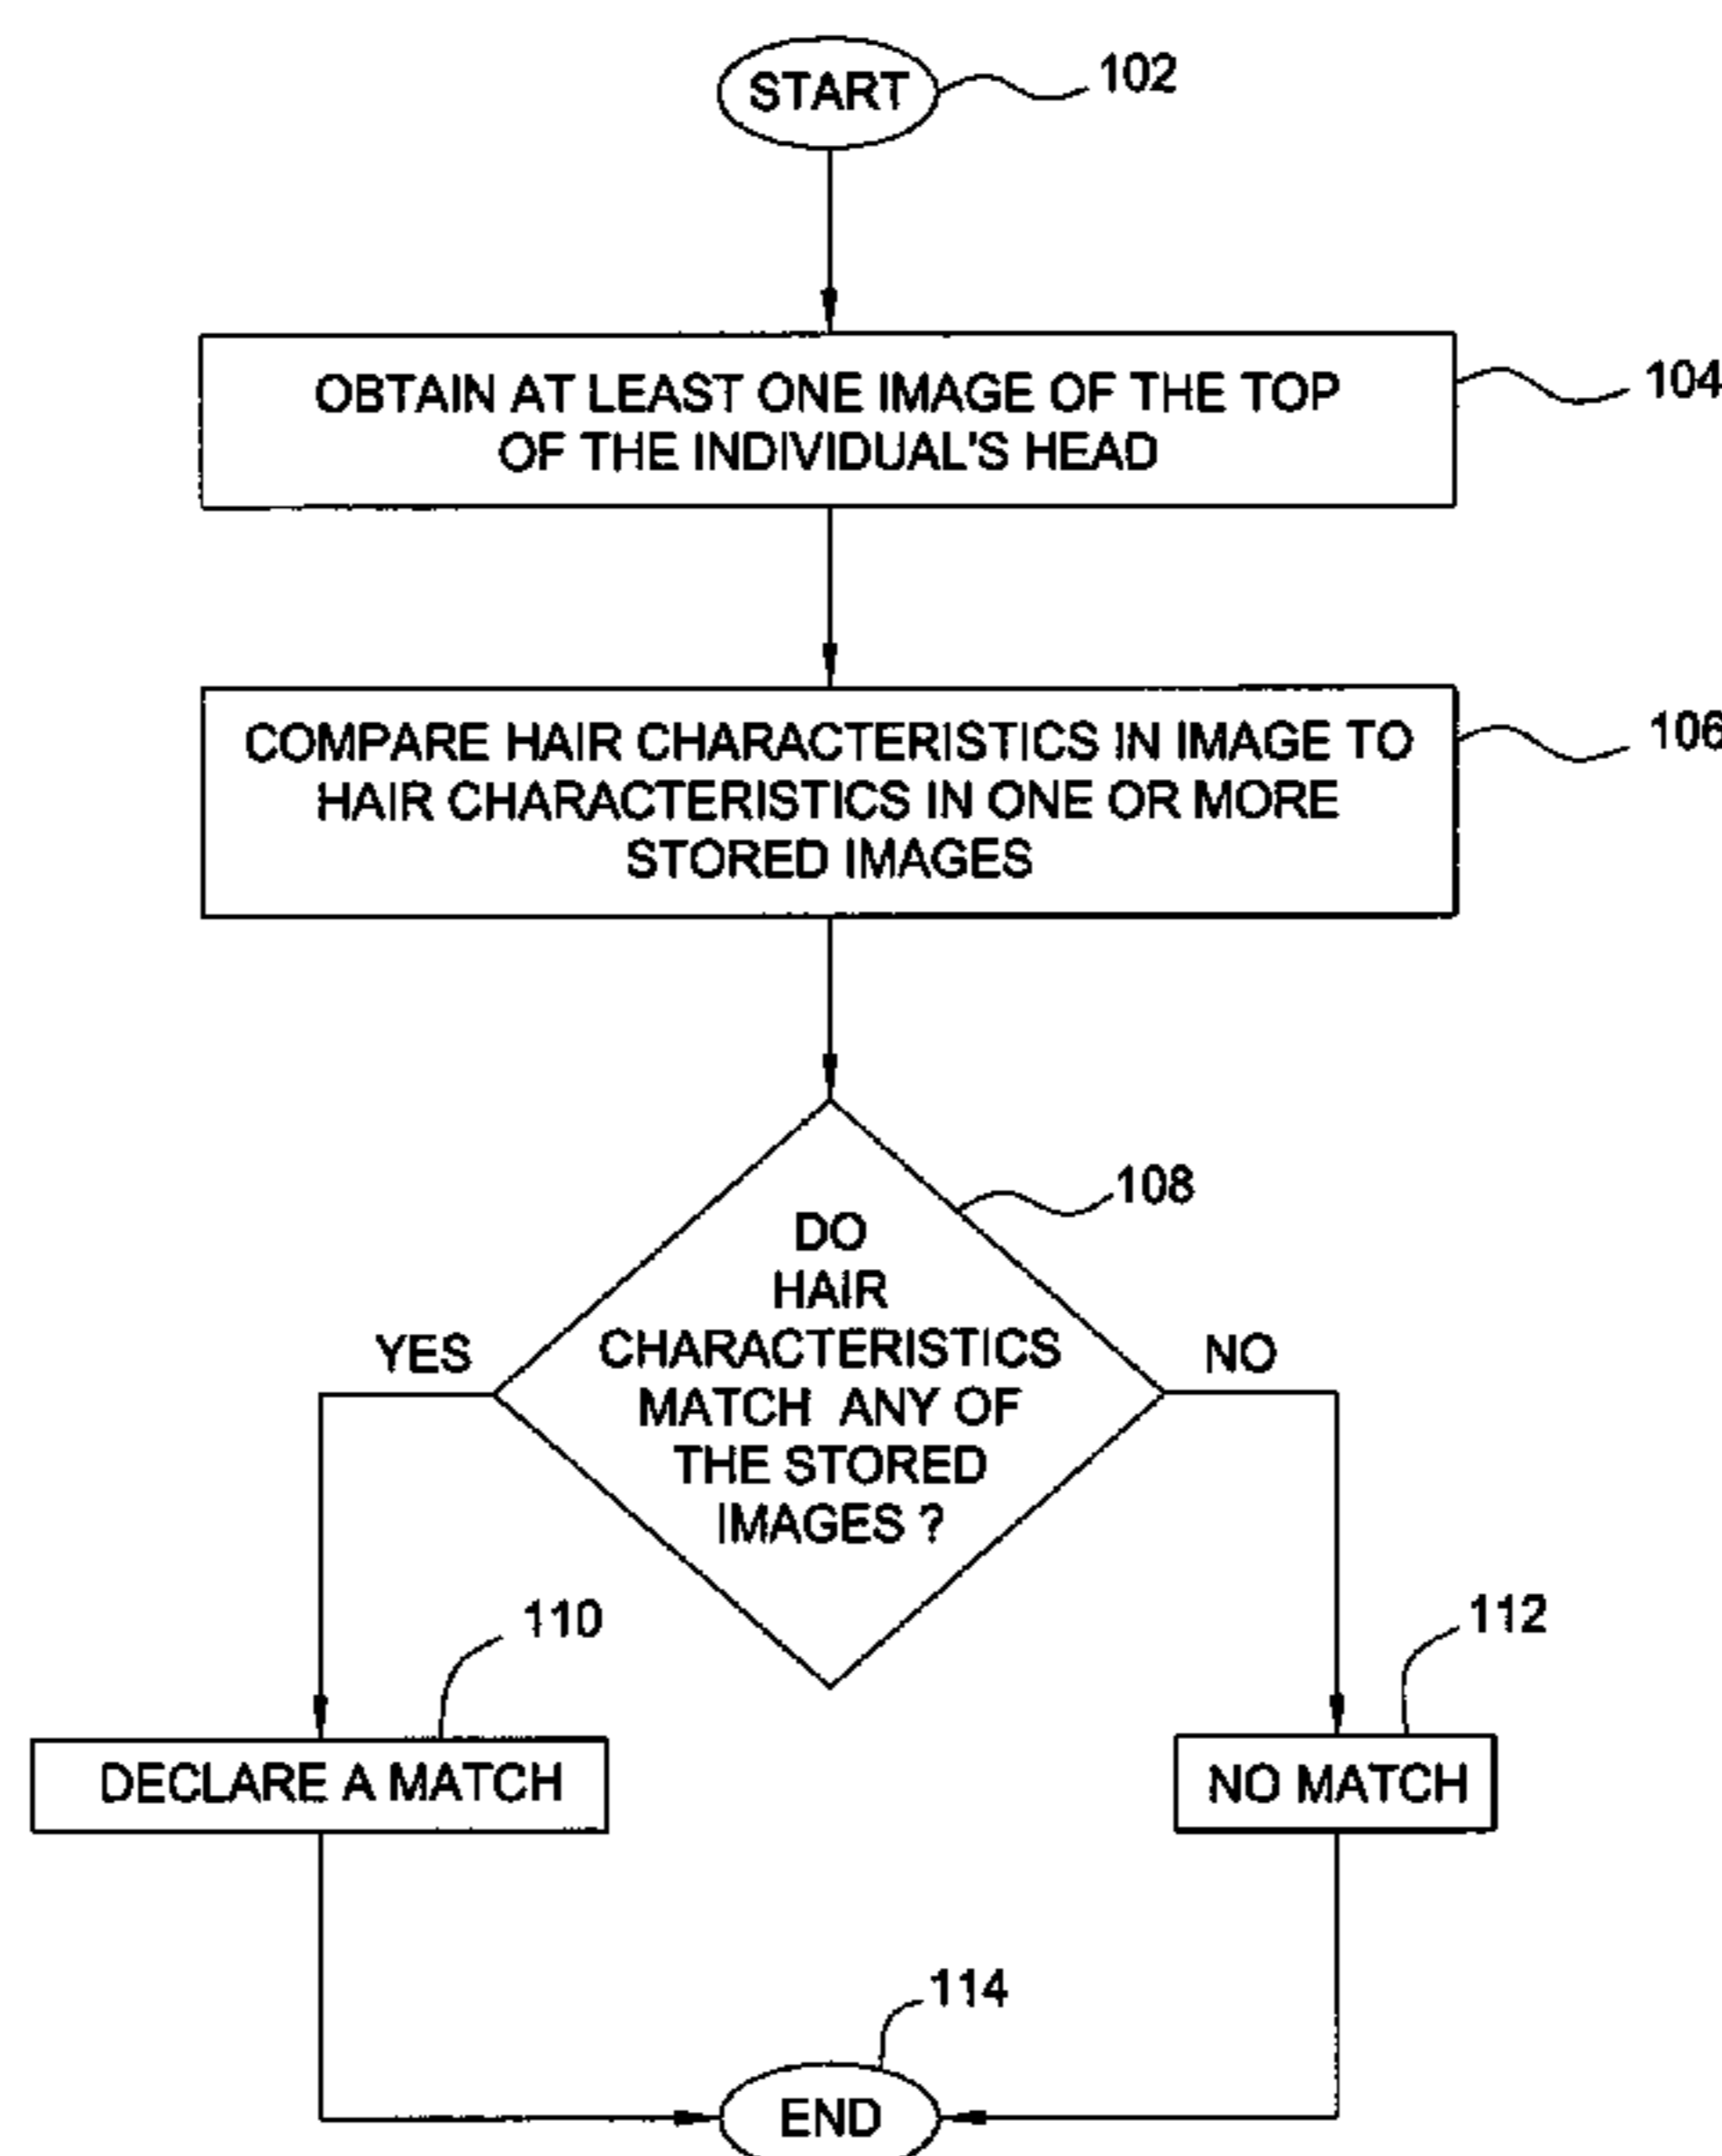 START
102
OBTAIN AT LEAST ONE IMAGE OF THE TOP
OF THE INDIVIDUAL'S HEAD
104
COMPARE HAIR CHARACTERISTICS IN IMAGE TO
HAIR CHARACTERISTICS IN ONE OR MORE
STORED IMAGES
106
108
DO
HAIR
CHARACTERISTICS
MATCH ANY OF
THE STORED
IMAGES ?
YES
NO
110
112
DECLARE A MATCH
NO MATCH
114
END